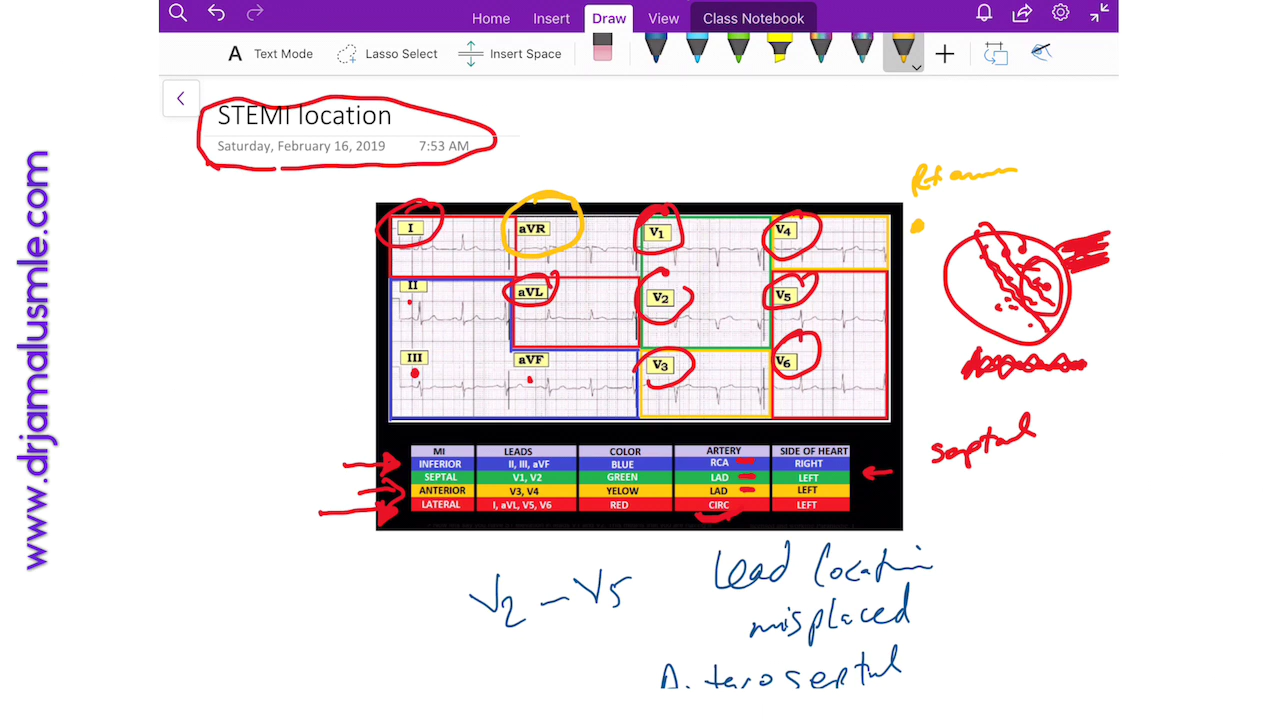 Home Insert Draw View Class Notebook
A Text Mode Lasso Select Insert Space
STEMI location
Saturday, February 16, 2019 7:53 AM
www.drjamalusmle.com
I aVR V1 V4
II aVL V2 V5
III aVF V3 V6
MI LEADS COLOR ARTERY SIDE OF HEART
INFERIOR II, III, aVF BLUE RCA RIGHT
SEPTAL V1, V2 GREEN LAD LEFT
ANTERIOR V3, V4 YELOW LAD LEFT
LATERAL I, aVL, V5, V6 RED CIRC LEFT
septal
V2 - V5
Lead location
misplaced
Anteroseptal